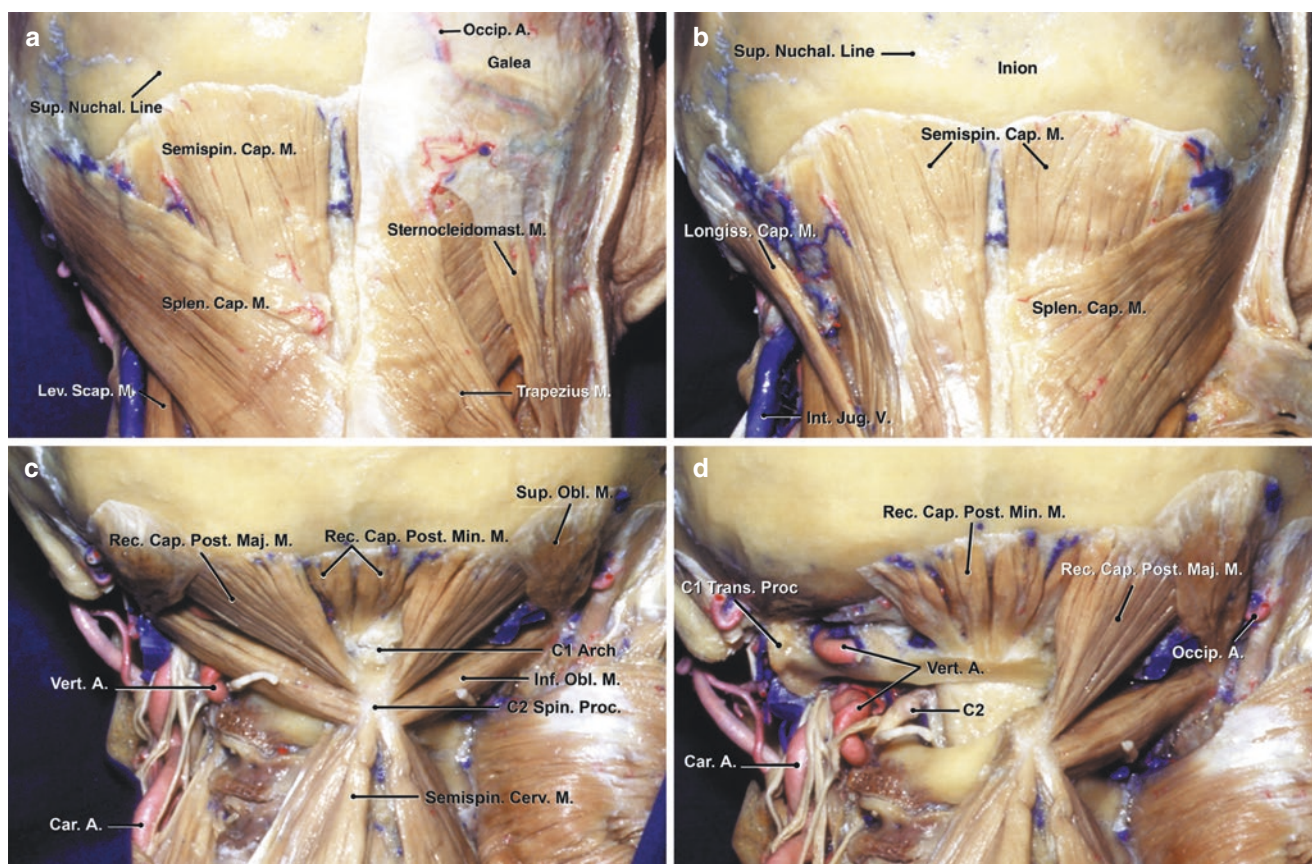 a
Occip. A.
Galea
Sup. Nuchal. Line
Semispin. Cap. M.
Sternocleidomast. M.
Splen. Cap. M.
Lev. Scap. M.
Trapezius M.
b
Sup. Nuchal. Line
Inion
Semispin. Cap. M.
Longiss. Cap. M.
Splen. Cap. M.
Int. Jug. V.
c
Sup. Obl. M.
Rec. Cap. Post. Maj. M.
Rec. Cap. Post. Min. M.
C1 Arch
Vert. A.
Inf. Obl. M.
C2 Spin. Proc.
Semispin. Cerv. M.
Car. A.
d
Rec. Cap. Post. Min. M.
C1 Trans. Proc
Rec. Cap. Post. Maj. M.
Occip. A.
Vert. A.
C2
Car. A.